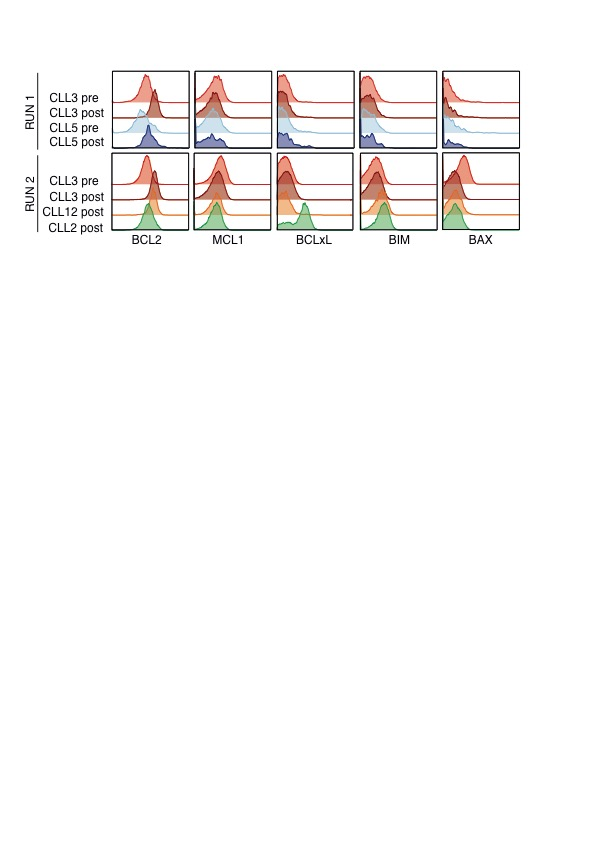 RUN 1
CLL3 pre
CLL3 post
CLL5 pre
CLL5 post
RUN 2
CLL3 pre
CLL3 post
CLL12 post
CLL2 post
BCL2 MCL1 BCLxL BIM BAX